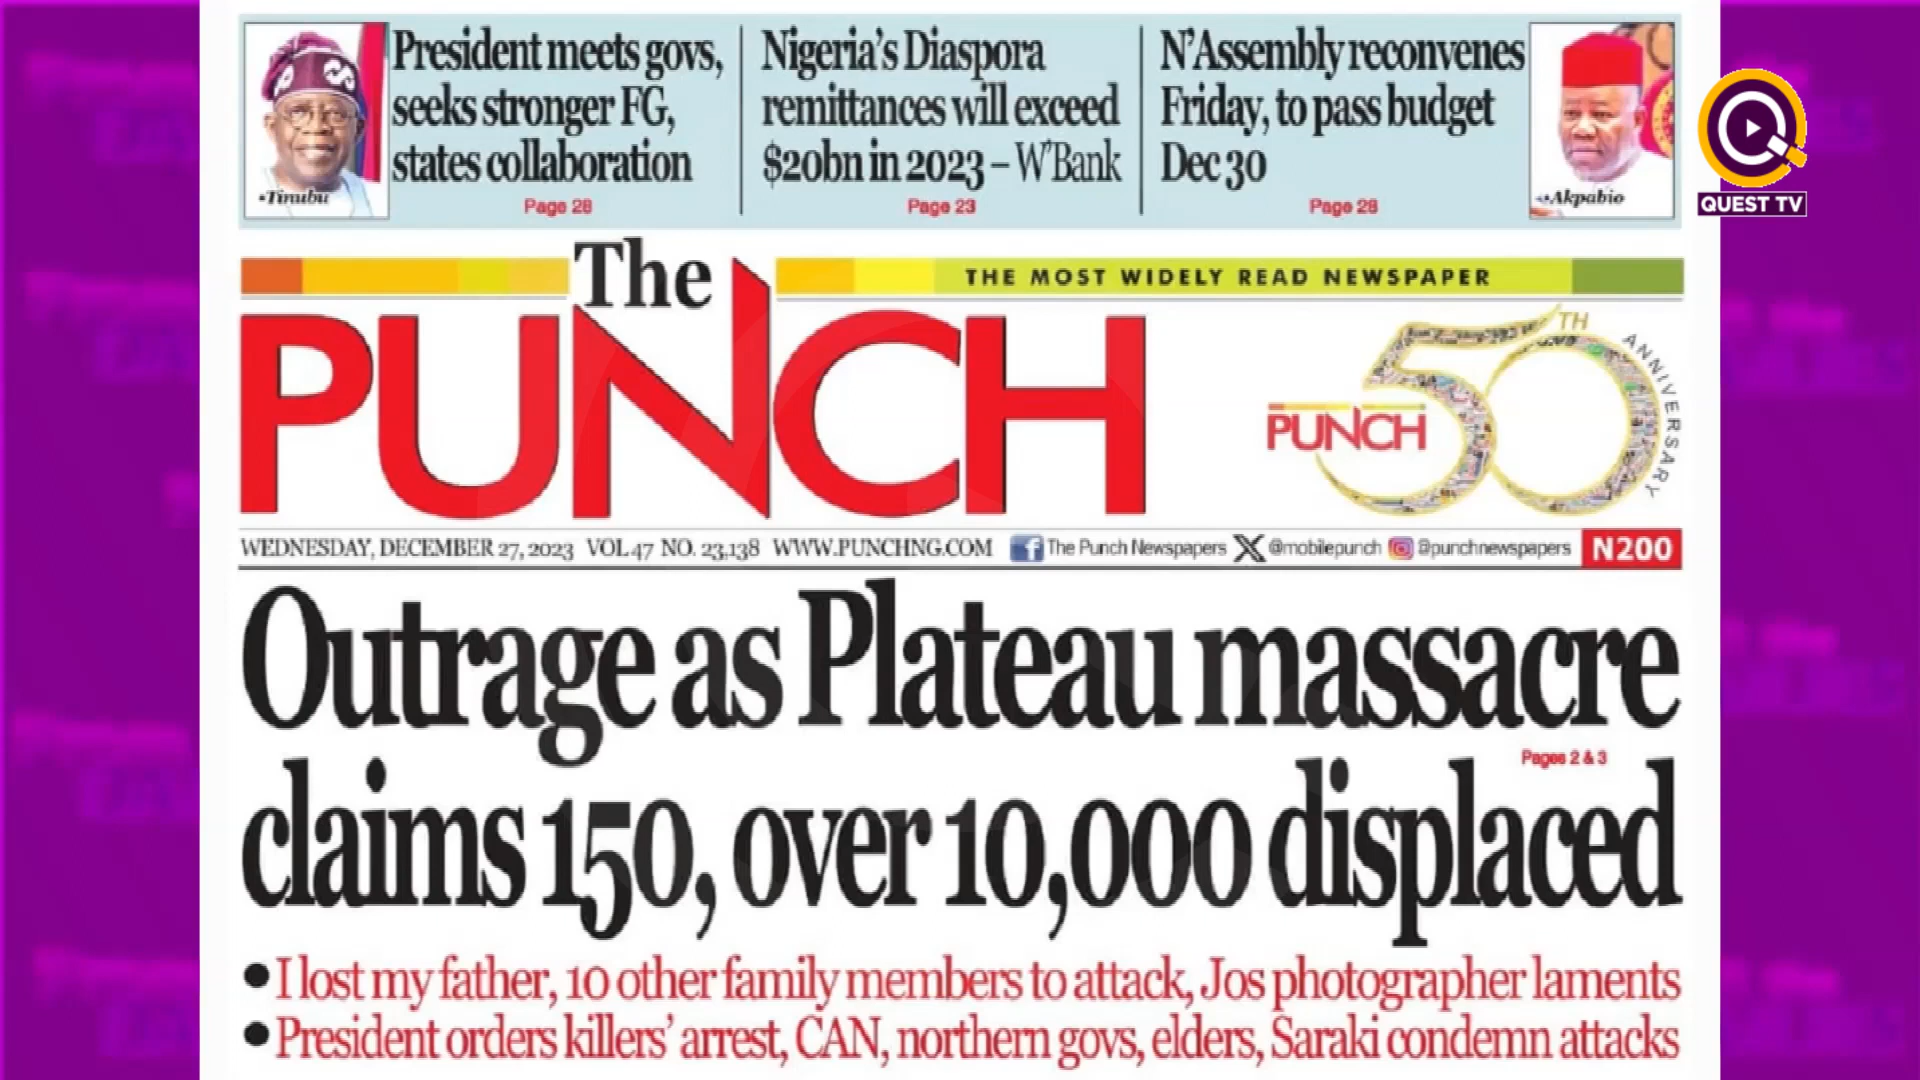 President meets govs,
seeks stronger FG,
states collaboration
Page 28
•Tinubu
Nigeria's Diaspora
remittances will exceed
$20bn in 2023 – W'Bank
Page 23
N'Assembly reconvenes
Friday, to pass budget
Dec 30
Page 28
•Akpabio
QUEST TV
The
PUNCH
THE MOST WIDELY READ NEWSPAPER
PUNCH 50TH ANNIVERSARY
WEDNESDAY, DECEMBER 27, 2023 VOL 47 NO. 23,138 WWW.PUNCHNG.COM The Punch Newspapers @mobilepunch @punchnewspapers N200
Outrage as Plateau massacre
Pages 2 & 3
claims 150, over 10,000 displaced
• I lost my father, 10 other family members to attack, Jos photographer laments
• President orders killers' arrest, CAN, northern govs, elders, Saraki condemn attacks